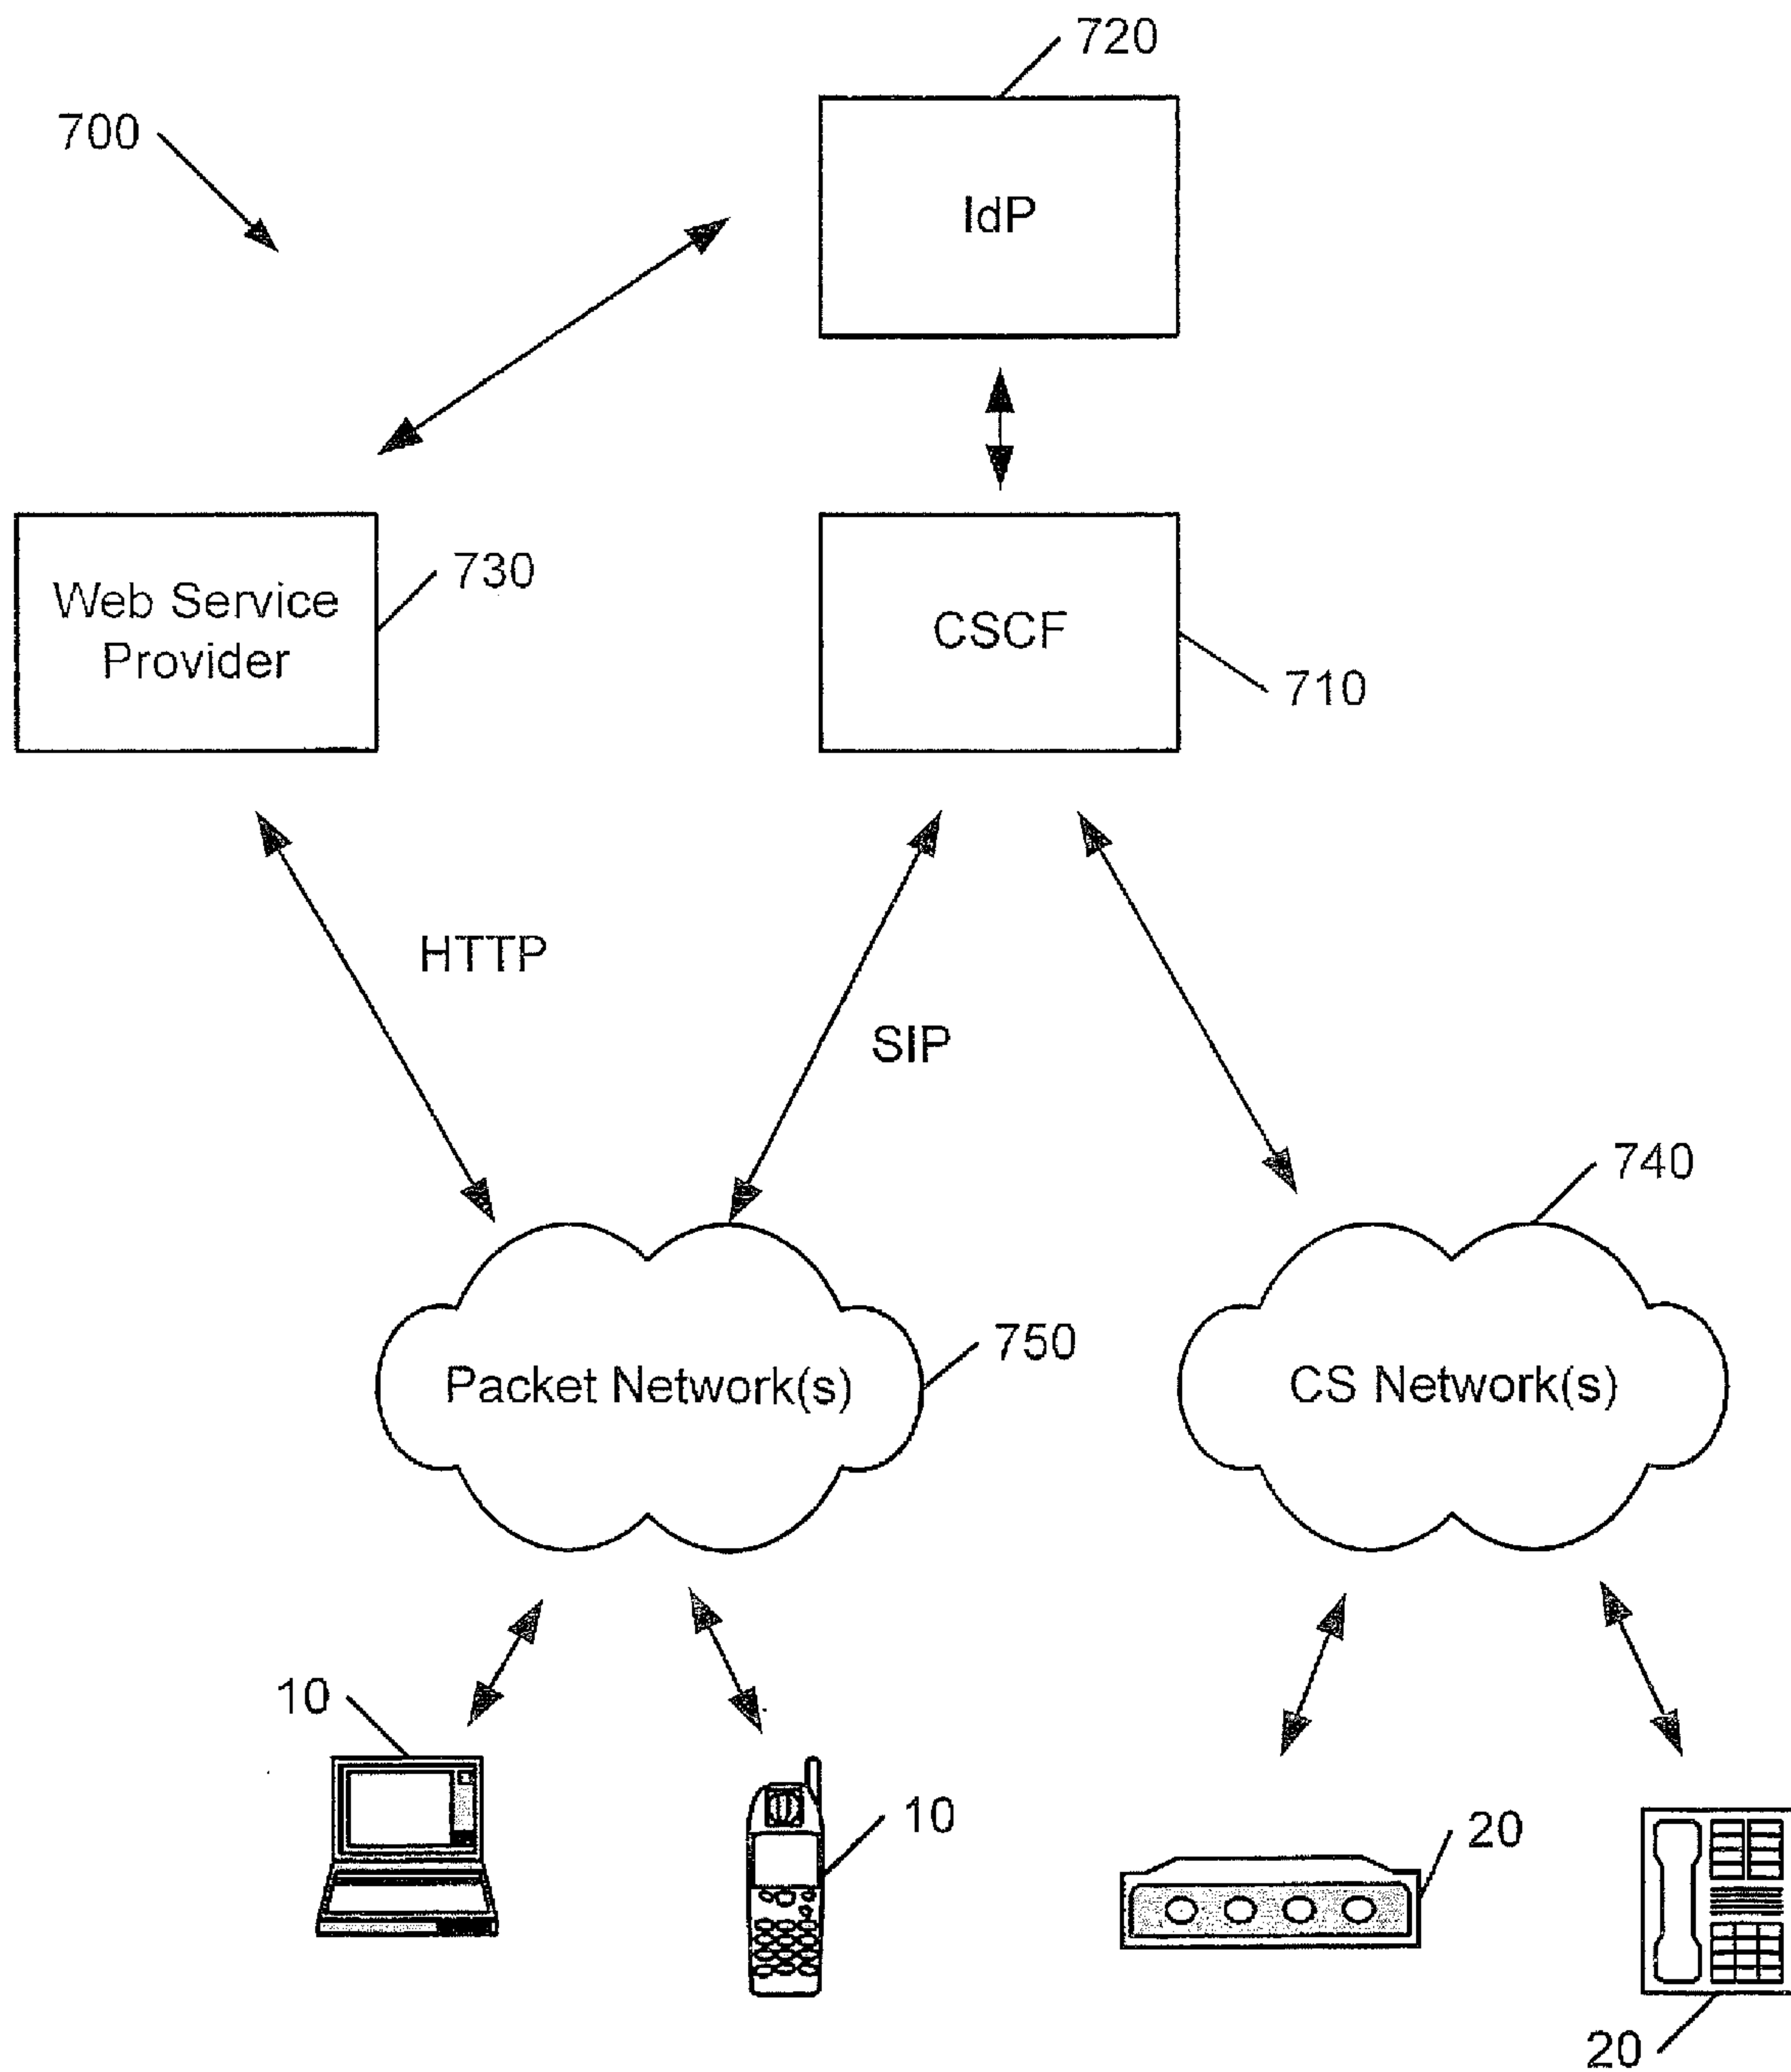 720
700
IdP
Web Service
Provider
730
CSCF
710
HTTP
SIP
740
Packet Network(s)
750
CS Network(s)
10
10
20
20